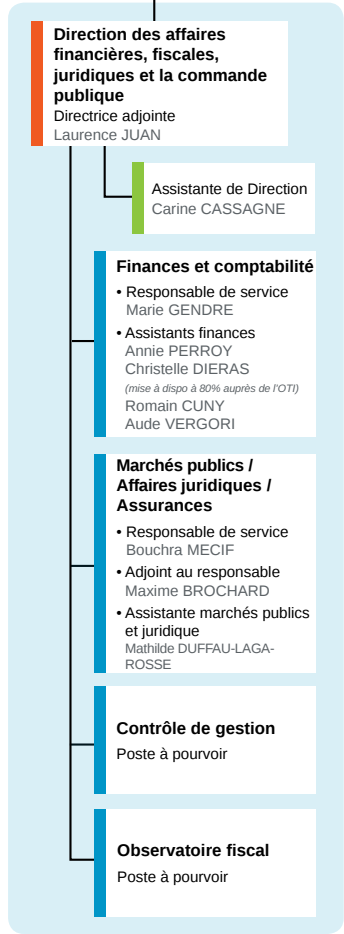 Direction des affaires
financières, fiscales,
juridiques et la commande
publique
Directrice adjointe
Laurence JUAN
Assistante de Direction
Carine CASSAGNE
Finances et comptabilité
• Responsable de service
Marie GENDRE
• Assistants finances
Annie PERROY
Christelle DIERAS
(mise à dispo à 80% auprès de l'OTI)
Romain CUNY
Aude VERGORI
Marchés publics /
Affaires juridiques /
Assurances
• Responsable de service
Bouchra MECIF
• Adjoint au responsable
Maxime BROCHARD
• Assistante marchés publics
et juridique
Mathilde DUFFAU-LAGA-
ROSSE
Contrôle de gestion
Poste à pourvoir
Observatoire fiscal
Poste à pourvoir